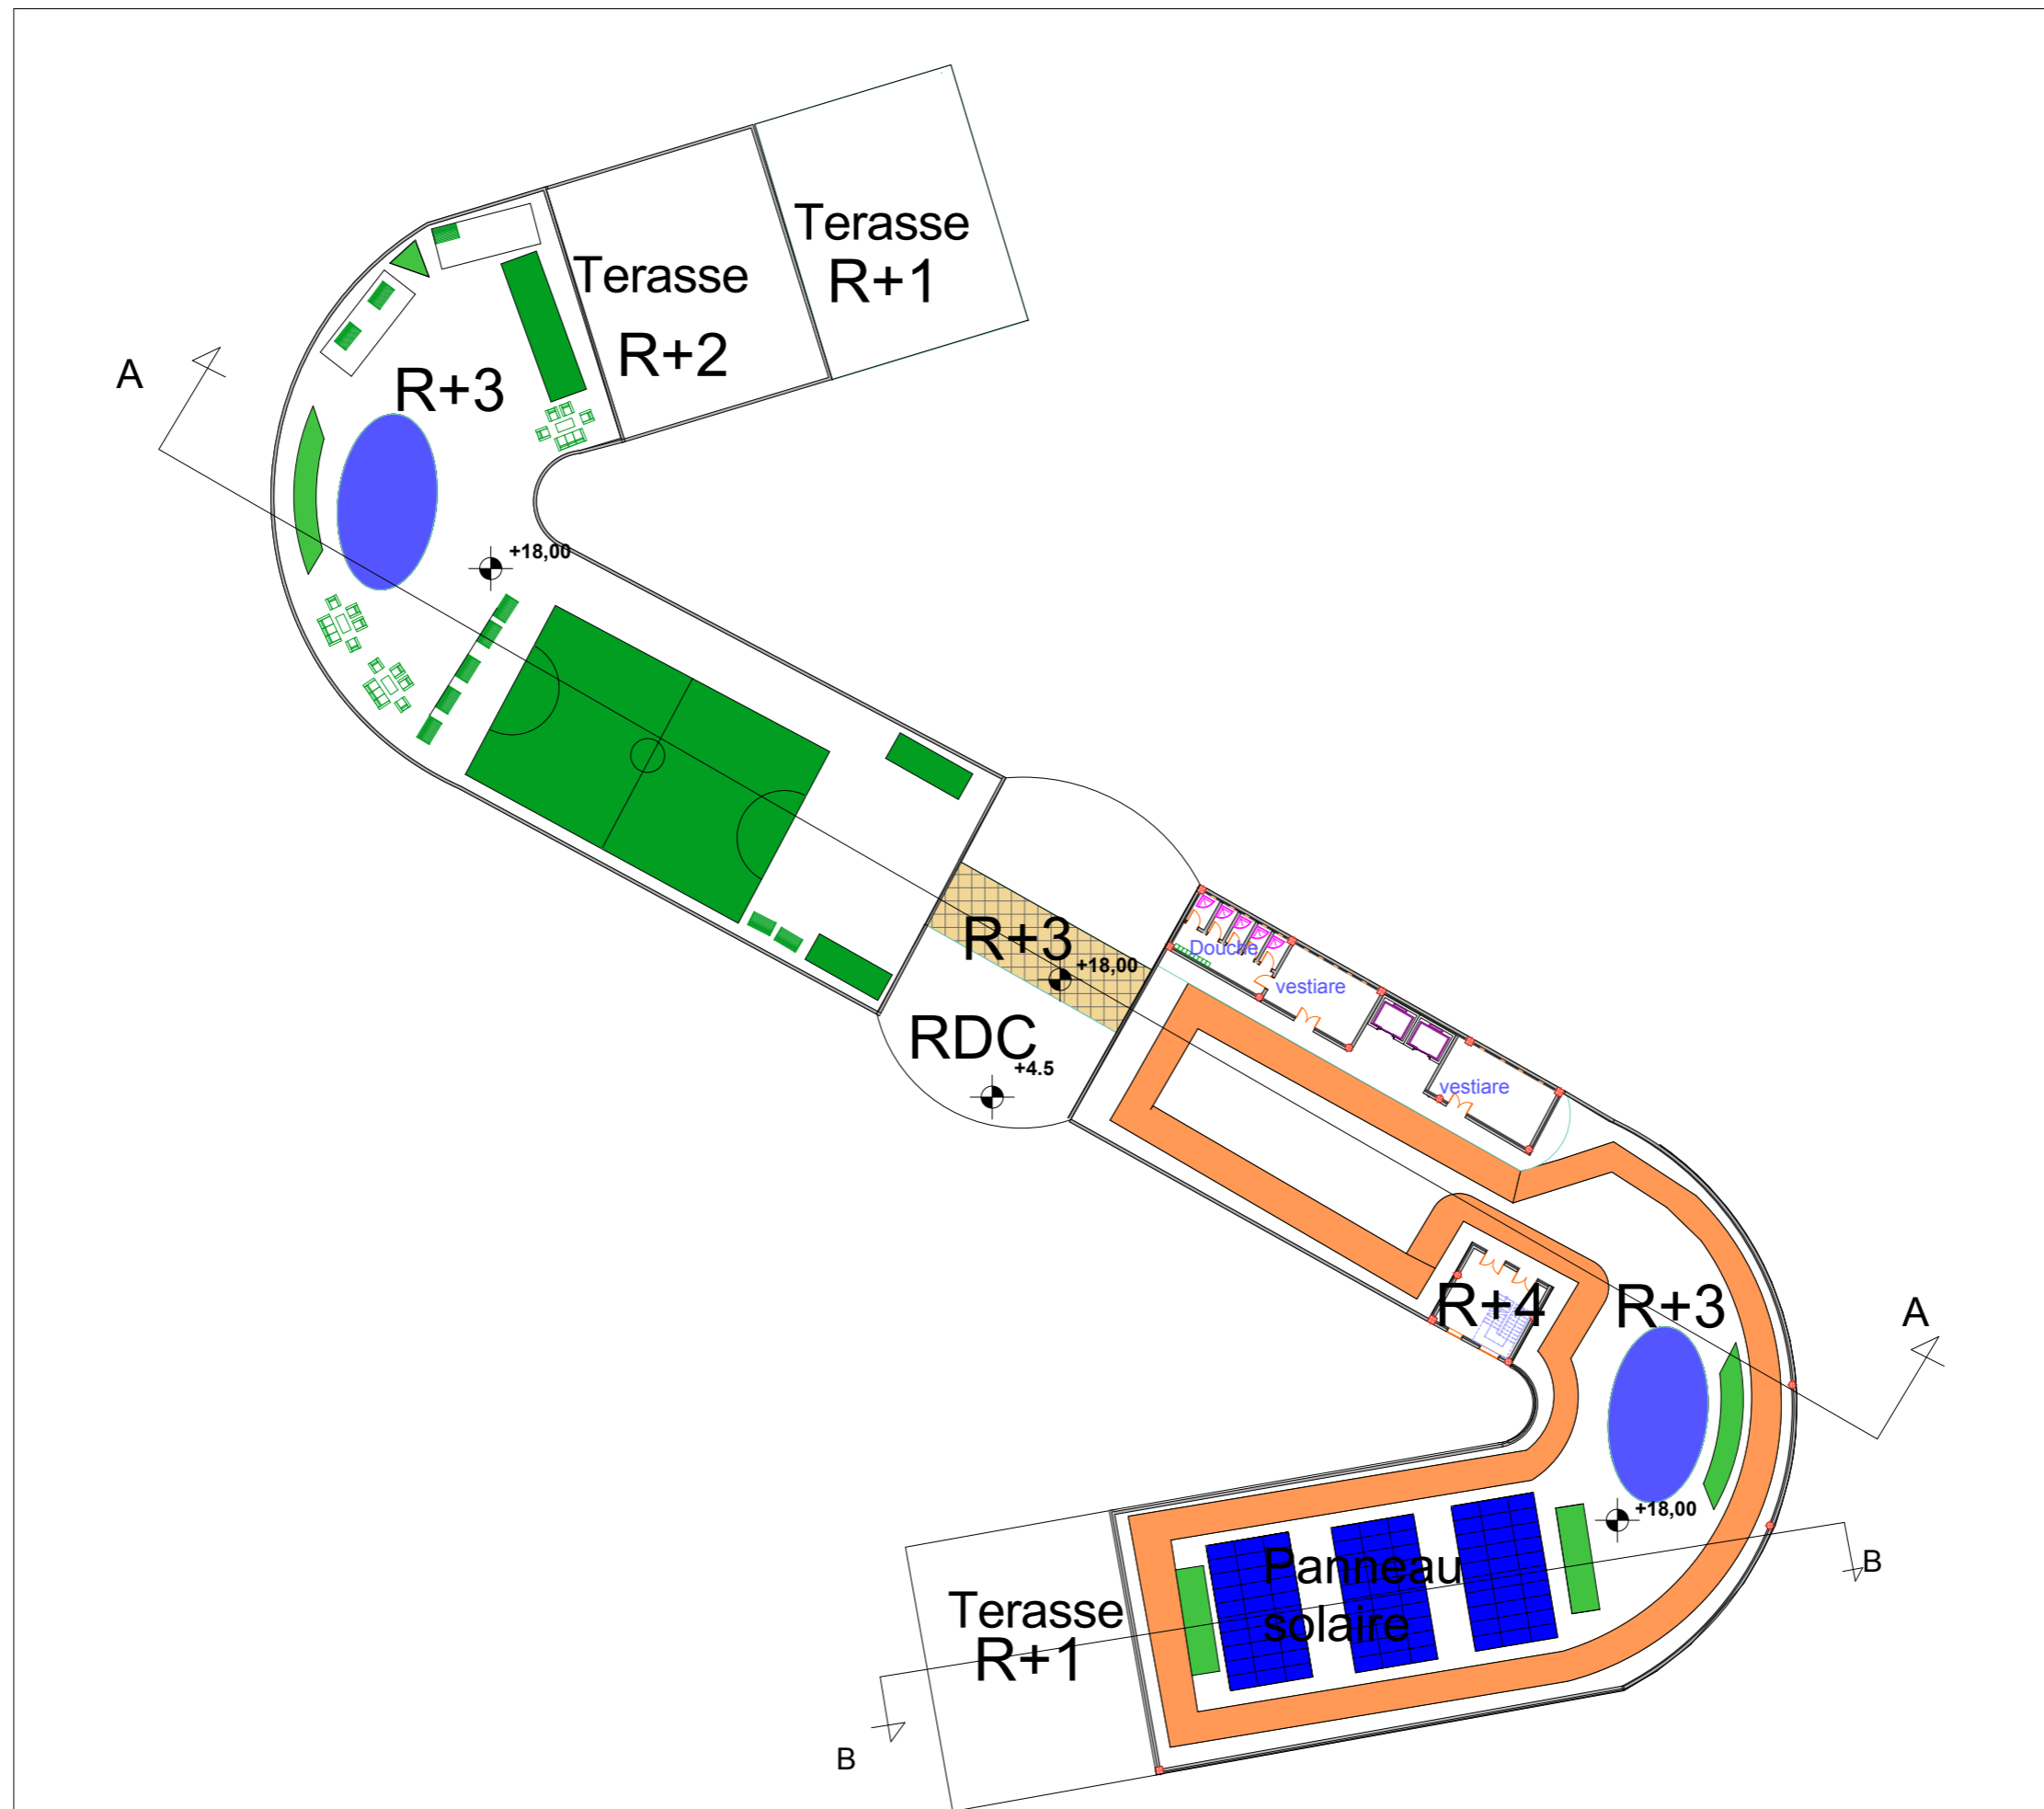 Terasse
R+1
Terasse
R+2
R+3
A
+18,00
R+3
+18,00
RDC
+4.5
Douche
vestiare
vestiare
R+4
R+3
A
+18,00
Panneau
solaire
B
Terasse
R+1
B